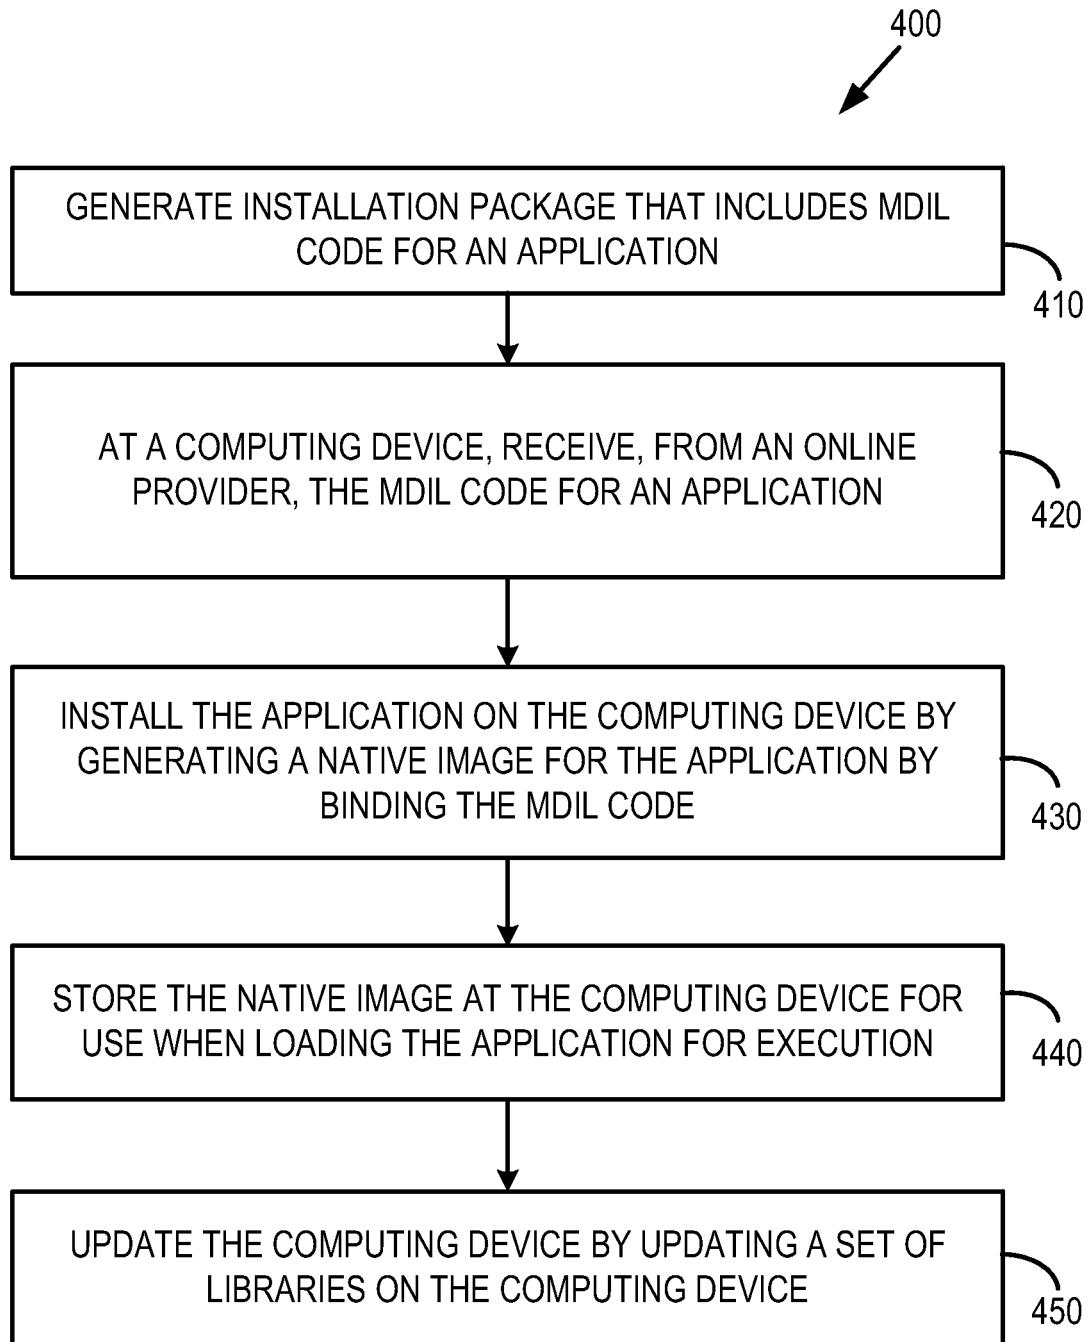 400
GENERATE INSTALLATION PACKAGE THAT INCLUDES MDIL
CODE FOR AN APPLICATION
410
AT A COMPUTING DEVICE, RECEIVE, FROM AN ONLINE
PROVIDER, THE MDIL CODE FOR AN APPLICATION
420
INSTALL THE APPLICATION ON THE COMPUTING DEVICE BY
GENERATING A NATIVE IMAGE FOR THE APPLICATION BY
BINDING THE MDIL CODE
430
STORE THE NATIVE IMAGE AT THE COMPUTING DEVICE FOR
USE WHEN LOADING THE APPLICATION FOR EXECUTION
440
UPDATE THE COMPUTING DEVICE BY UPDATING A SET OF
LIBRARIES ON THE COMPUTING DEVICE
450